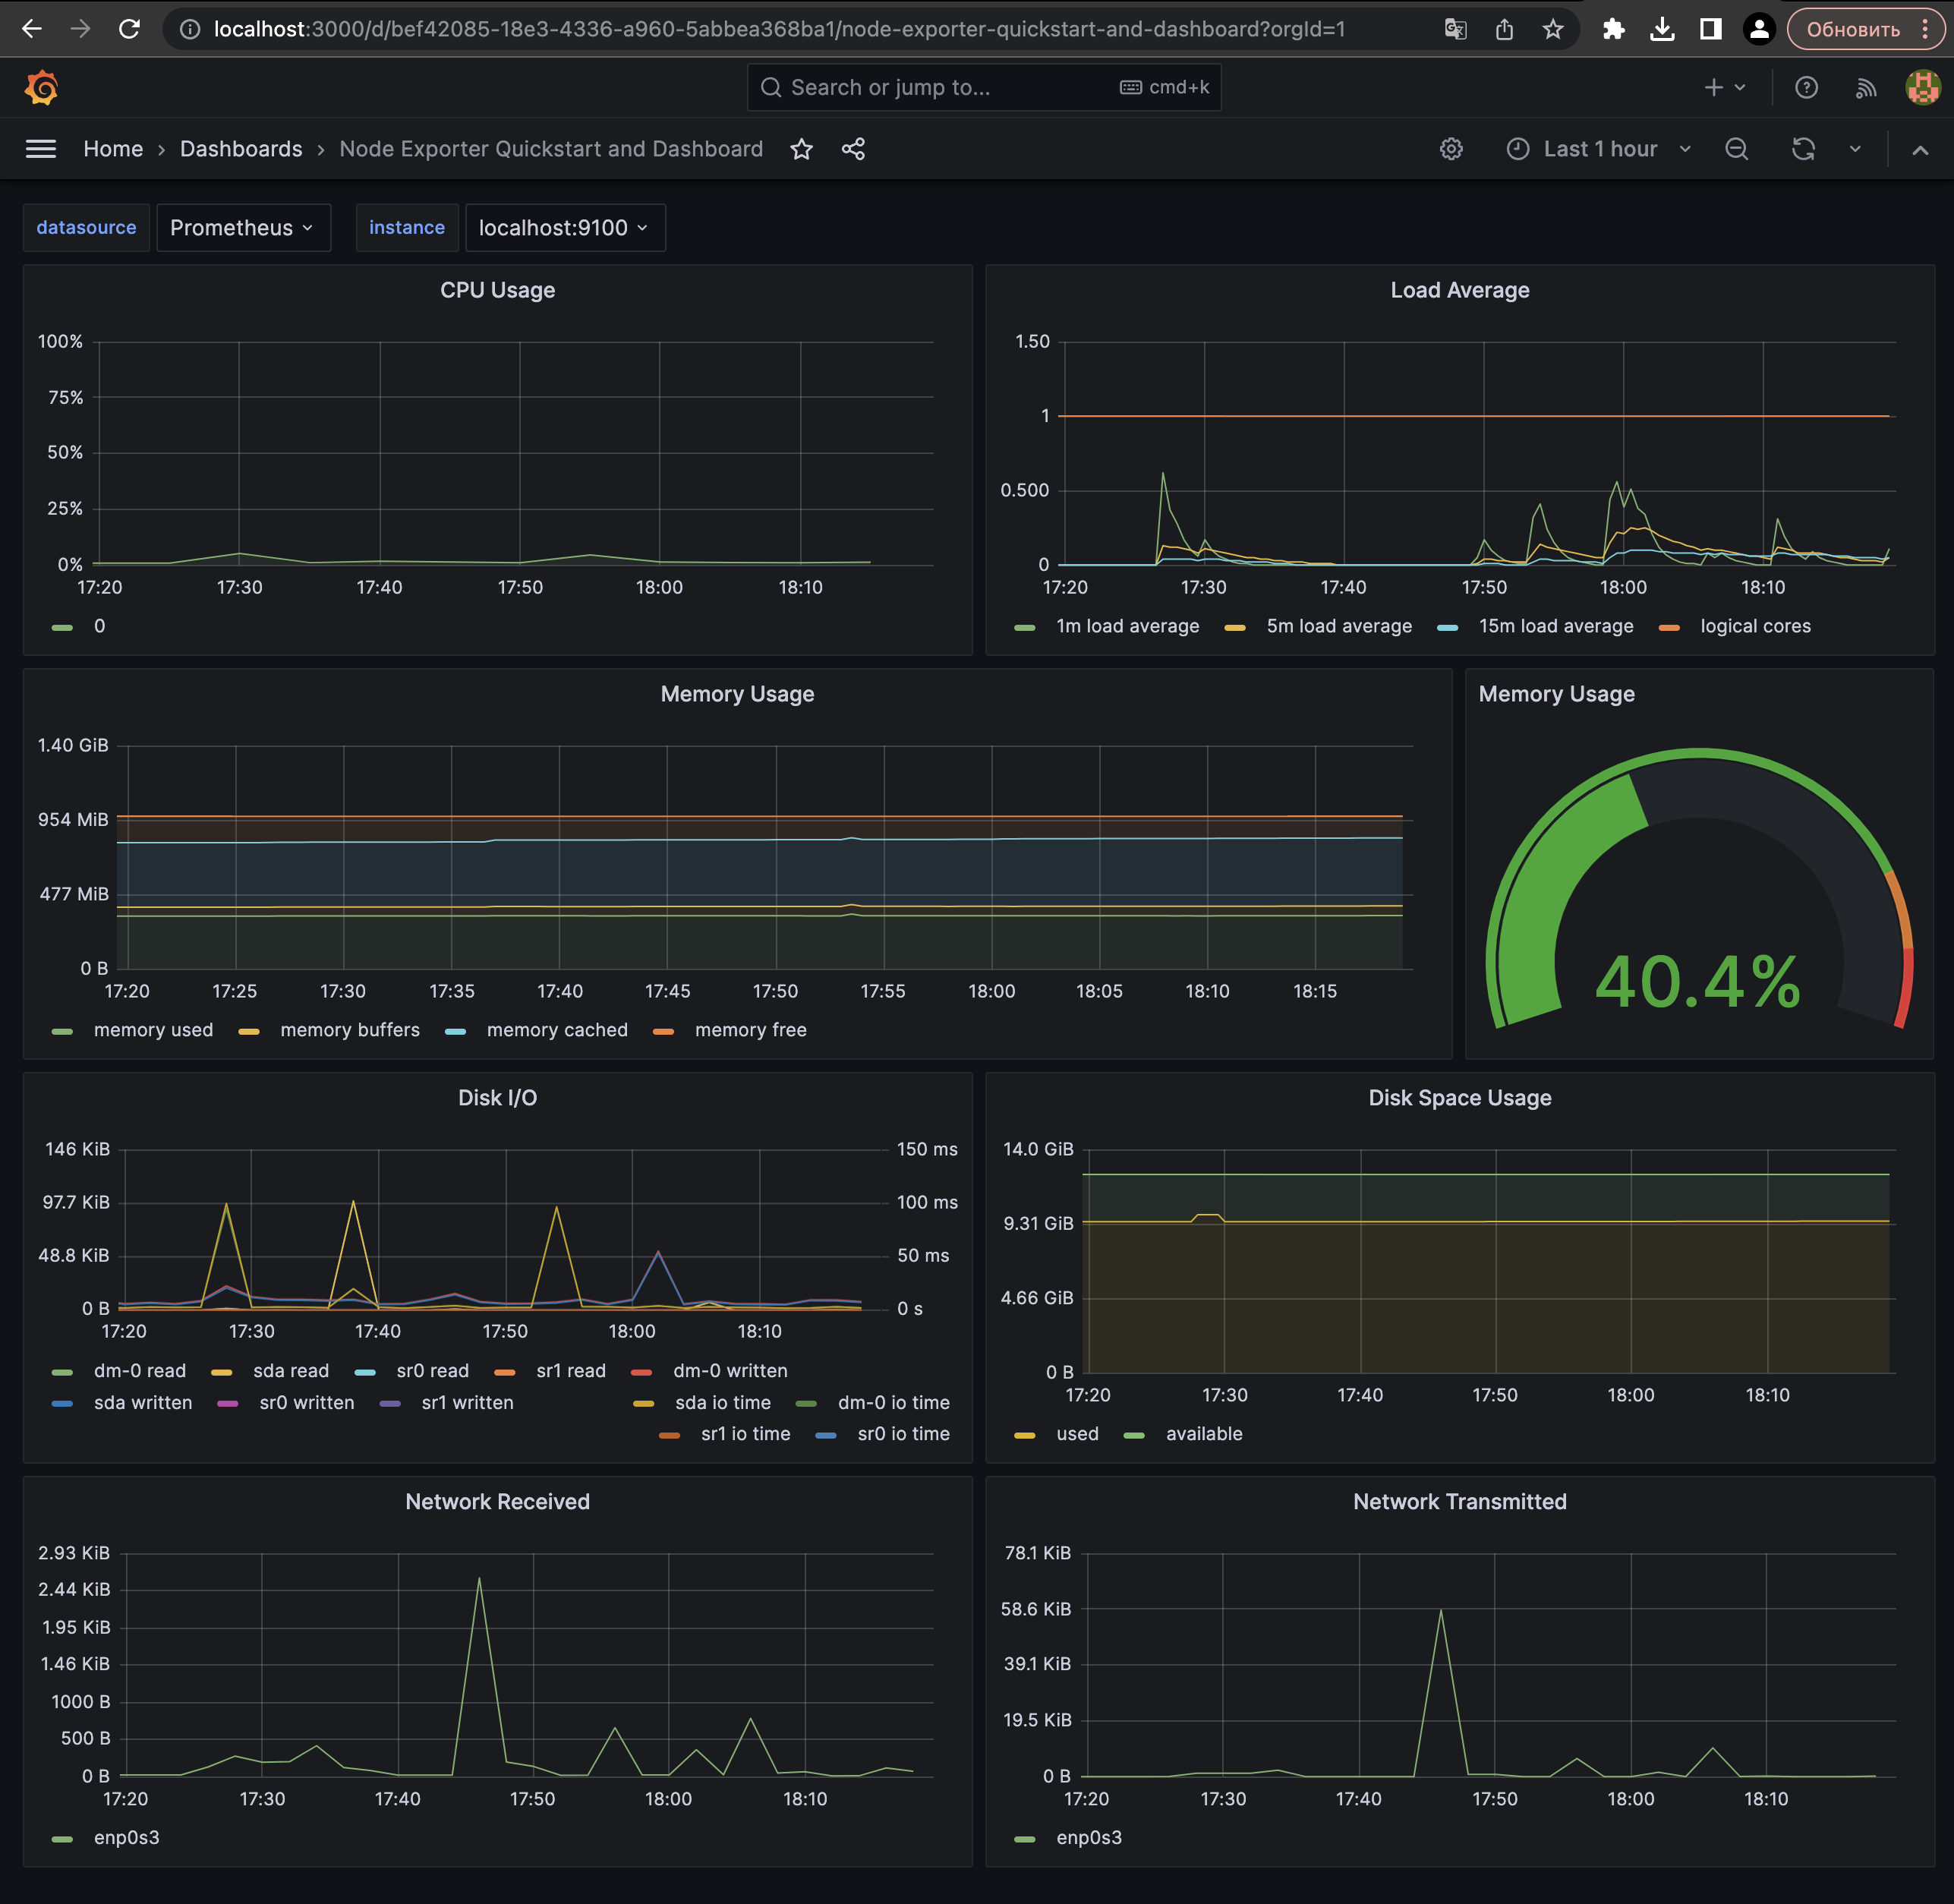 localhost:3000/d/bef42085-18e3-4336-a960-5abbea368ba1/node-exporter-quickstart-and-dashboard?orgId=1 Обновить
Search or jump to... cmd+k
Home › Dashboards › Node Exporter Quickstart and Dashboard Last 1 hour
datasource Prometheus instance localhost:9100
CPU Usage
100%
75%
50%
25%
0%
17:20 17:30 17:40 17:50 18:00 18:10
0
Load Average
1.50
1
0.500
0
17:20 17:30 17:40 17:50 18:00 18:10
1m load average 5m load average 15m load average logical cores
Memory Usage
1.40 GiB
954 MiB
477 MiB
0 B
17:20 17:25 17:30 17:35 17:40 17:45 17:50 17:55 18:00 18:05 18:10 18:15
memory used memory buffers memory cached memory free
Memory Usage
40.4%
Disk I/O
146 KiB 150 ms
97.7 KiB 100 ms
48.8 KiB 50 ms
0 B 0 s
17:20 17:30 17:40 17:50 18:00 18:10
dm-0 read sda read sr0 read sr1 read dm-0 written
sda written sr0 written sr1 written sda io time dm-0 io time
sr1 io time sr0 io time
Disk Space Usage
14.0 GiB
9.31 GiB
4.66 GiB
0 B
17:20 17:30 17:40 17:50 18:00 18:10
used available
Network Received
2.93 KiB
2.44 KiB
1.95 KiB
1.46 KiB
1000 B
500 B
0 B
17:20 17:30 17:40 17:50 18:00 18:10
enp0s3
Network Transmitted
78.1 KiB
58.6 KiB
39.1 KiB
19.5 KiB
0 B
17:20 17:30 17:40 17:50 18:00 18:10
enp0s3